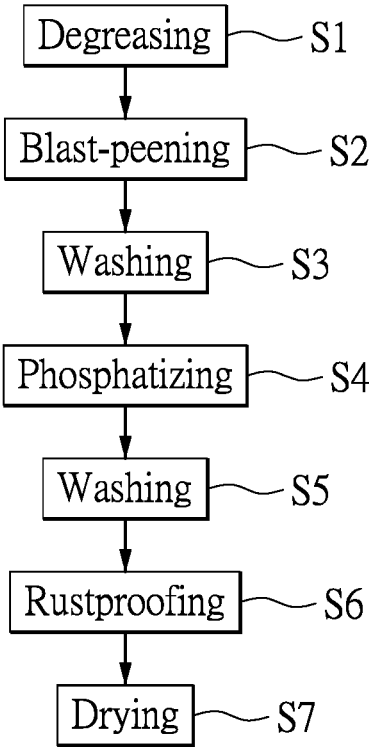 Degreasing S1
Blast-peening S2
Washing S3
Phosphatizing S4
Washing S5
Rustproofing S6
Drying S7